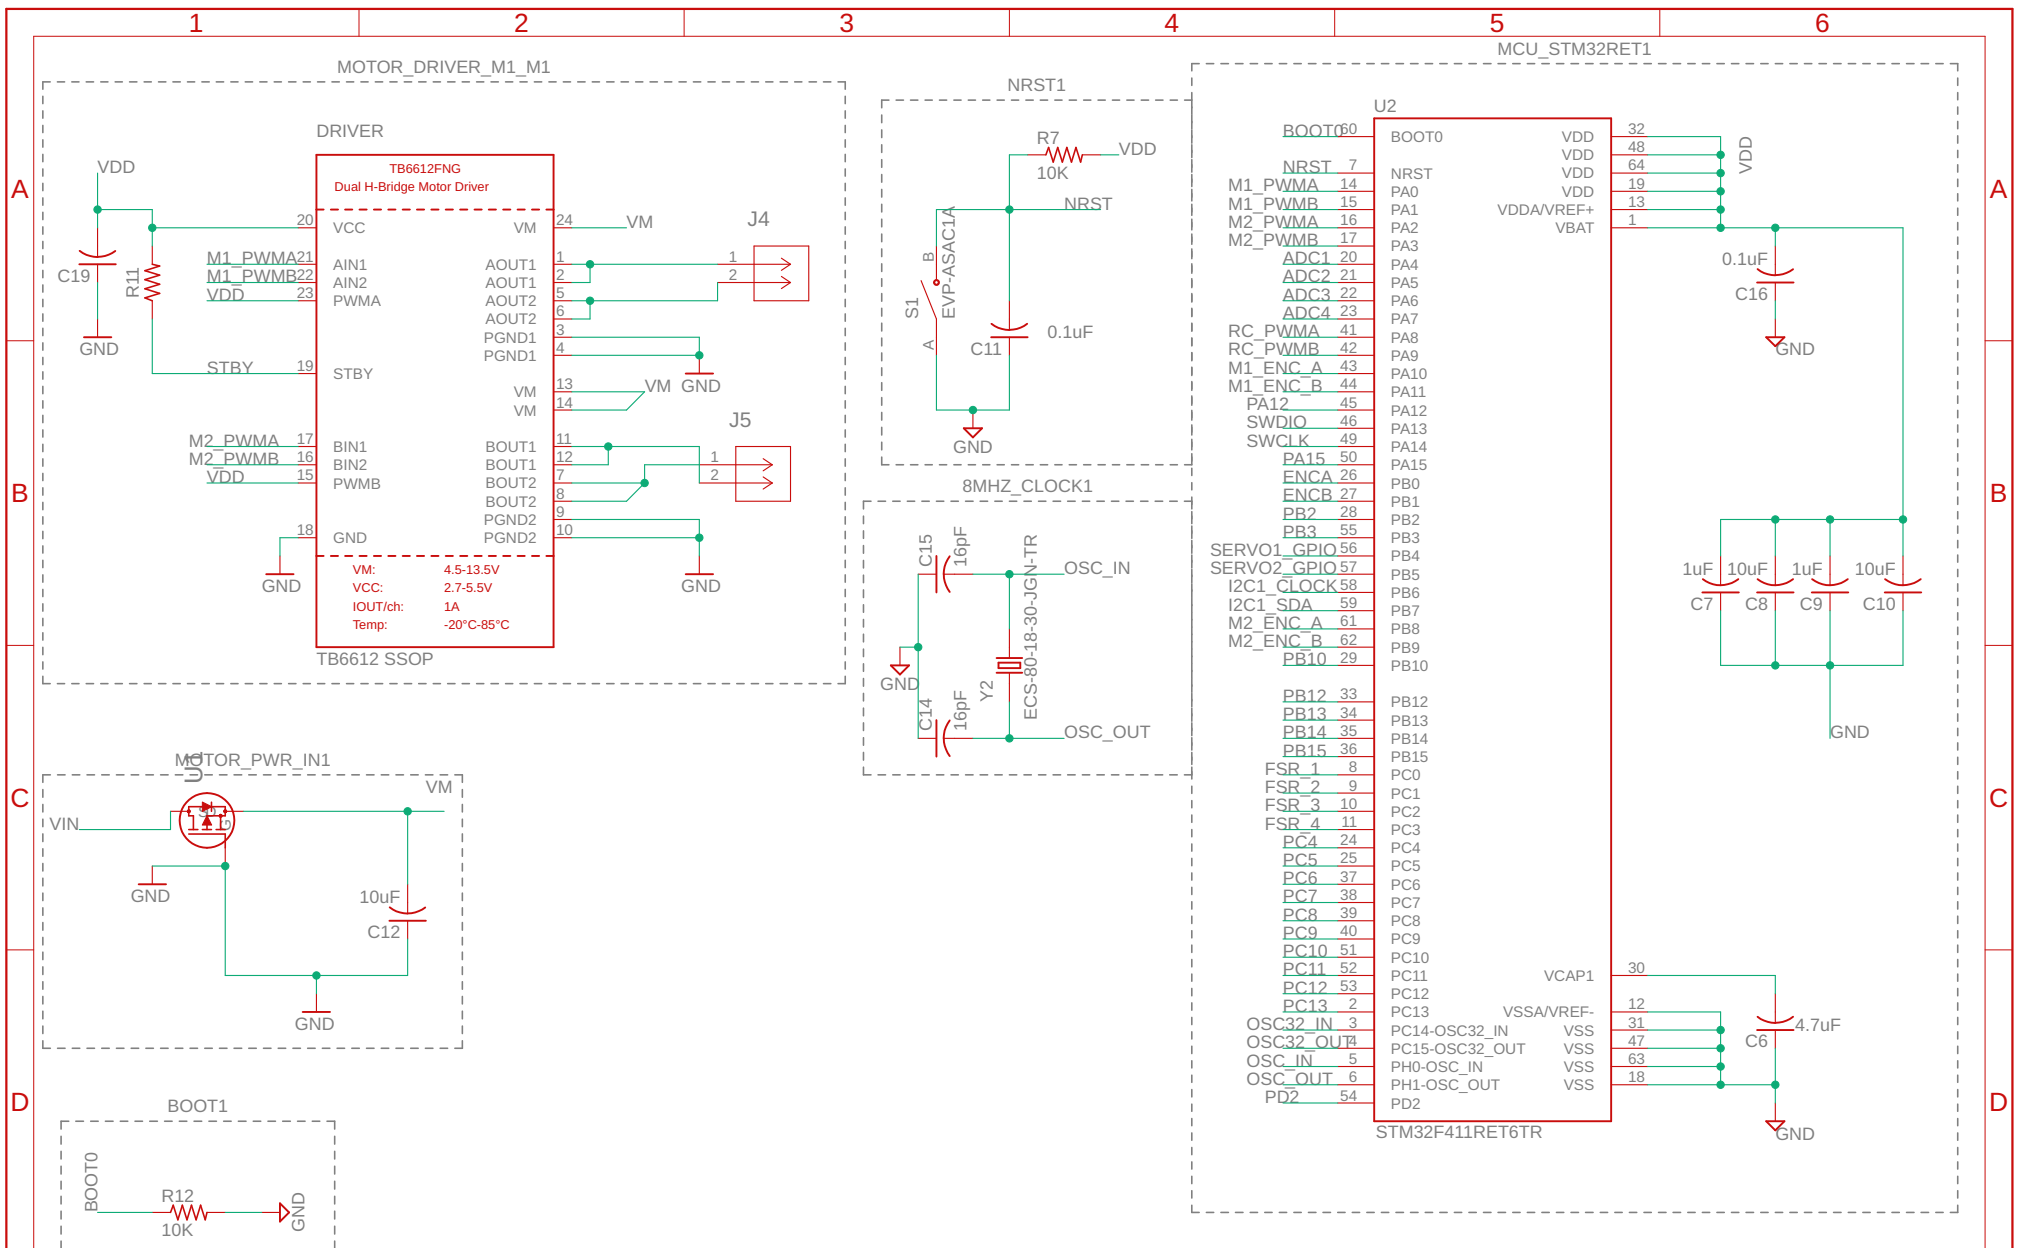 1 2 3 4 5 6
A
B
C
D
A
B
C
D
MOTOR_DRIVER_M1_M1
DRIVER
TB6612FNG
Dual H-Bridge Motor Driver
VDD
C19
GND
R11
20 VCC
M1_PWMA 21 AIN1
M1_PWMB 22 AIN2
VDD 23 PWMA
STBY 19 STBY
M2_PWMA 17 BIN1
M2_PWMB 16 BIN2
VDD 15 PWMB
18 GND
GND
VM 24 VM
AOUT1 1
AOUT1 2
AOUT2 5
AOUT2 6
PGND1 3
PGND1 4
VM 13 VM
VM 14
BOUT1 11
BOUT1 12
BOUT2 7
BOUT2 8
PGND2 9
PGND2 10
GND
GND
J4
1
2
J5
1
2
VM: 4.5-13.5V
VCC: 2.7-5.5V
IOUT/ch: 1A
Temp: -20°C-85°C
TB6612 SSOP
MOTOR_PWR_IN1
VIN
G
VM
GND
10uF
C12
GND
BOOT1
BOOT0
R12
10K
GND
NRST1
R7
10K
VDD
NRST
S1
B
A
EVP-ASAC1A
C11
0.1uF
GND
8MHZ_CLOCK1
C15
16pF
OSC_IN
GND
Y2
ECS-80-18-30-JGN-TR
C14
16pF
OSC_OUT
MCU_STM32RET1
U2
BOOT0 60 BOOT0
NRST 7 NRST
M1_PWMA 14 PA0
M1_PWMB 15 PA1
M2_PWMA 16 PA2
M2_PWMB 17 PA3
ADC1 20 PA4
ADC2 21 PA5
ADC3 22 PA6
ADC4 23 PA7
RC_PWMA 41 PA8
RC_PWMB 42 PA9
M1_ENC_A 43 PA10
M1_ENC_B 44 PA11
PA12 45 PA12
SWDIO 46 PA13
SWCLK 49 PA14
PA15 50 PA15
ENCA 26 PB0
ENCB 27 PB1
PB2 28 PB2
PB3 55 PB3
SERVO1_GPIO 56 PB4
SERVO2_GPIO 57 PB5
I2C1_CLOCK 58 PB6
I2C1_SDA 59 PB7
M2_ENC_A 61 PB8
M2_ENC_B 62 PB9
PB10 29 PB10
PB12 33 PB12
PB13 34 PB13
PB14 35 PB14
PB15 36 PB15
FSR_1 8 PC0
FSR_2 9 PC1
FSR_3 10 PC2
FSR_4 11 PC3
PC4 24 PC4
PC5 25 PC5
PC6 37 PC6
PC7 38 PC7
PC8 39 PC8
PC9 40 PC9
PC10 51 PC10
PC11 52 PC11
PC12 53 PC12
PC13 2 PC13
OSC32_IN 3 PC14-OSC32_IN
OSC32_OUT 4 PC15-OSC32_OUT
OSC_IN 5 PH0-OSC_IN
OSC_OUT 6 PH1-OSC_OUT
PD2 54 PD2
VDD 32
VDD 48
VDD 64
VDD 19
VDDA/VREF+ 13
VBAT 1
VDD
0.1uF
C16
GND
1uF 10uF 1uF 10uF
C7 C8 C9 C10
GND
VCAP1 30
VSSA/VREF- 12
VSS 31
VSS 47
VSS 63
VSS 18
4.7uF
C6
GND
STM32F411RET6TR